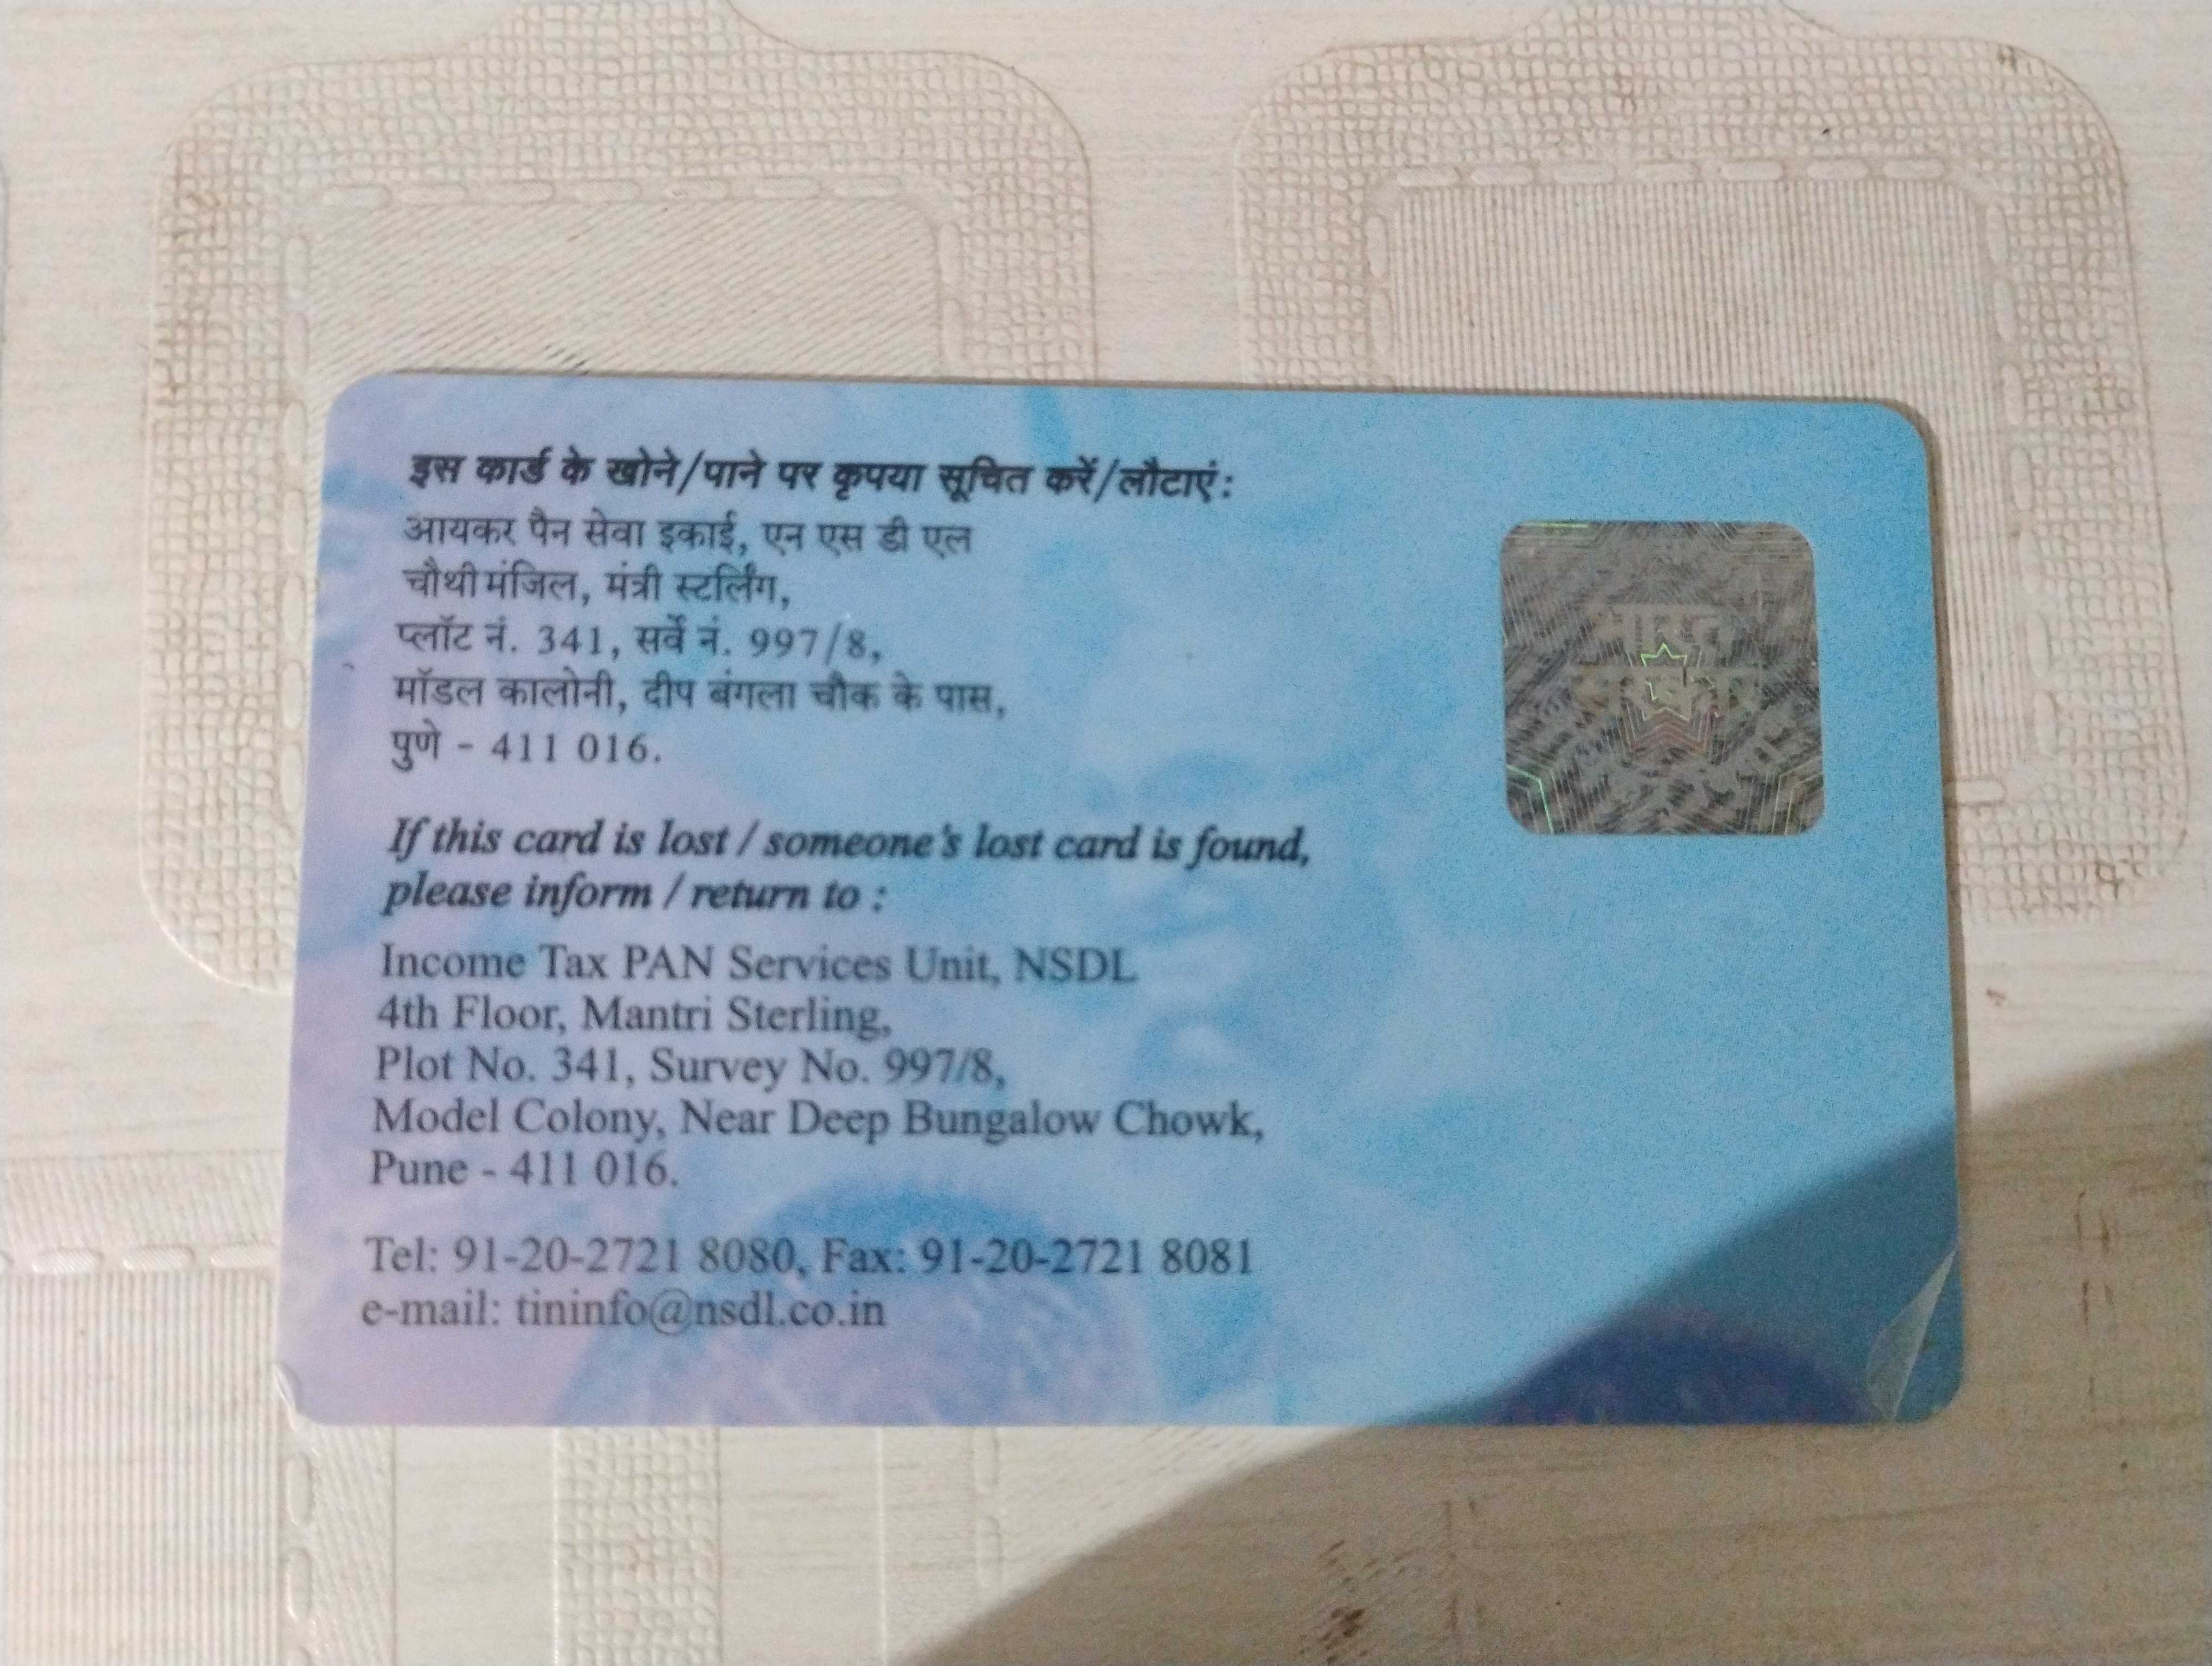 इस कार्ड के खोने/पाने पर कृपया सूचित करें/लौटाएं:
आयकर पैन सेवा इकाई, एन एस डी एल
चौथी मंजिल, मंत्री स्टर्लिंग,
प्लॉट नं. 341, सर्वे नं. 997/8,
मॉडल कालोनी, दीप बंगला चौक के पास,
पुणे - 411 016.
If this card is lost / someone's lost card is found,
please inform / return to :
Income Tax PAN Services Unit, NSDL
4th Floor, Mantri Sterling,
Plot No. 341, Survey No. 997/8,
Model Colony, Near Deep Bungalow Chowk,
Pune - 411 016.
Tel: 91-20-2721 8080, Fax: 91-20-2721 8081
e-mail: tininfo@nsdl.co.in
भारत
सरकार